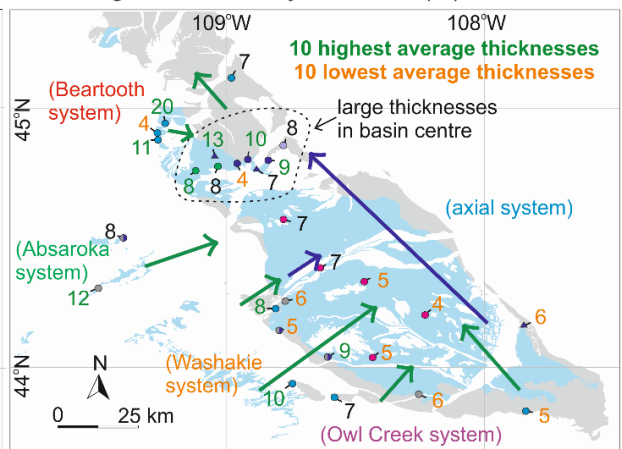 109°W
108°W
10 highest average thicknesses
10 lowest average thicknesses
7
(Beartooth
system)
45°N
20
4
11
large thicknesses
in basin centre
13
10
8
8
8
4
7
9
(axial system)
8
7
(Absaroka
system)
12
7
5
6
8
5
4
6
9
5
(Washakie
system)
44°N
N
0
25 km
10
7
6
5
(Owl Creek system)